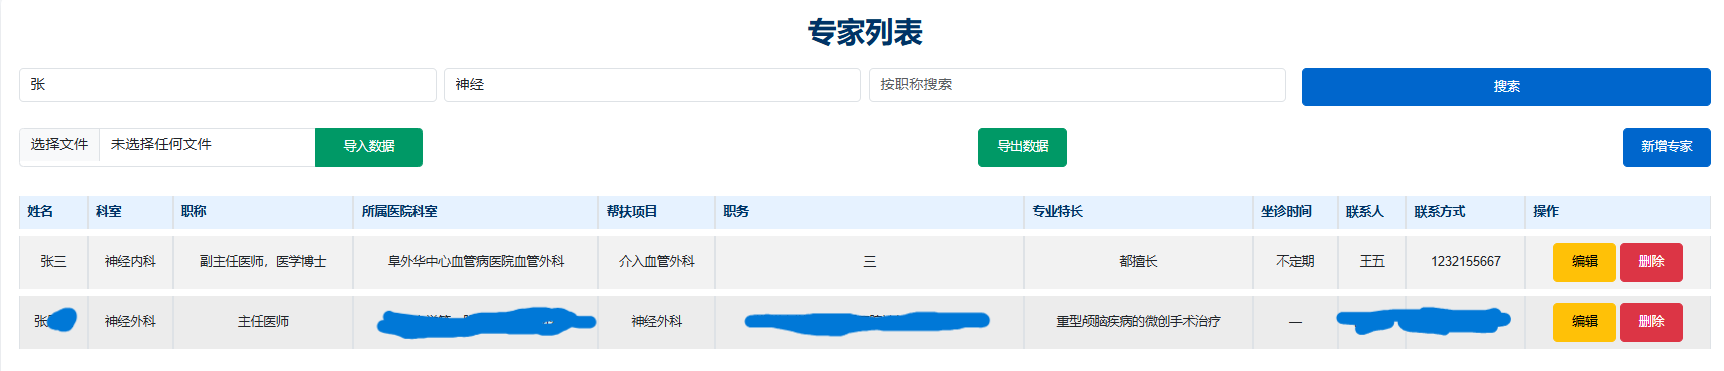 专家列表
张 神经 按职称搜索 搜索
选择文件 未选择任何文件 导入数据 导出数据 新增专家
姓名 科室 职称 所属医院科室 帮扶项目 职务 专业特长 坐诊时间 联系人 联系方式 操作
张三 神经内科 副主任医师，医学博士 阜外华中心血管病医院血管外科 介入血管外科 三 都擅长 不定期 王五 1232155667 编辑 删除
张 神经外科 主任医师 神经外科 重型颅脑疾病的微创手术治疗 — 编辑 删除